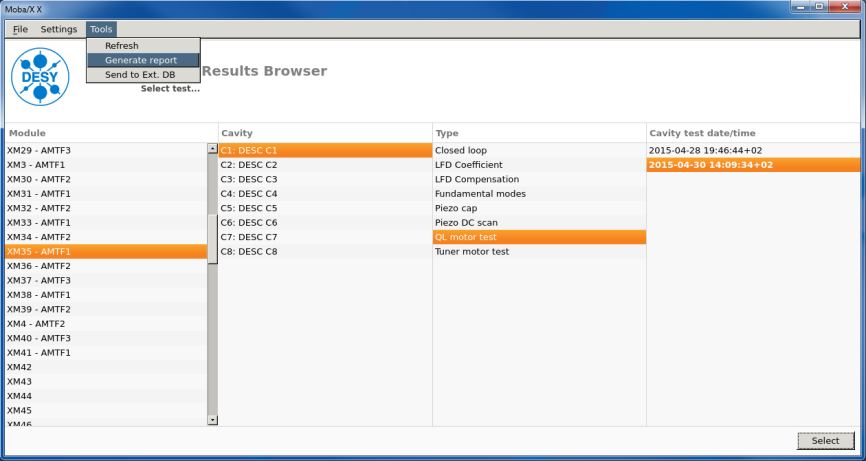 Moba/X X
File Settings Tools
Refresh
Generate report
Send to Ext. DB
DESY
Results Browser
Select test...
Module Cavity Type Cavity test date/time
XM29 - AMTF3 C1: DESC C1 Closed loop 2015-04-28 19:46:44+02
XM3 - AMTF1 C2: DESC C2 LFD Coefficient 2015-04-30 14:09:34+02
XM30 - AMTF2 C3: DESC C3 LFD Compensation
XM31 - AMTF1 C4: DESC C4 Fundamental modes
XM32 - AMTF2 C5: DESC C5 Piezo cap
XM33 - AMTF1 C6: DESC C6 Piezo DC scan
XM34 - AMTF2 C7: DESC C7 QL motor test
XM35 - AMTF1 C8: DESC C8 Tuner motor test
XM36 - AMTF2
XM37 - AMTF3
XM38 - AMTF1
XM39 - AMTF2
XM4 - AMTF2
XM40 - AMTF3
XM41 - AMTF1
XM42
XM43
XM44
XM45
XM46
Select